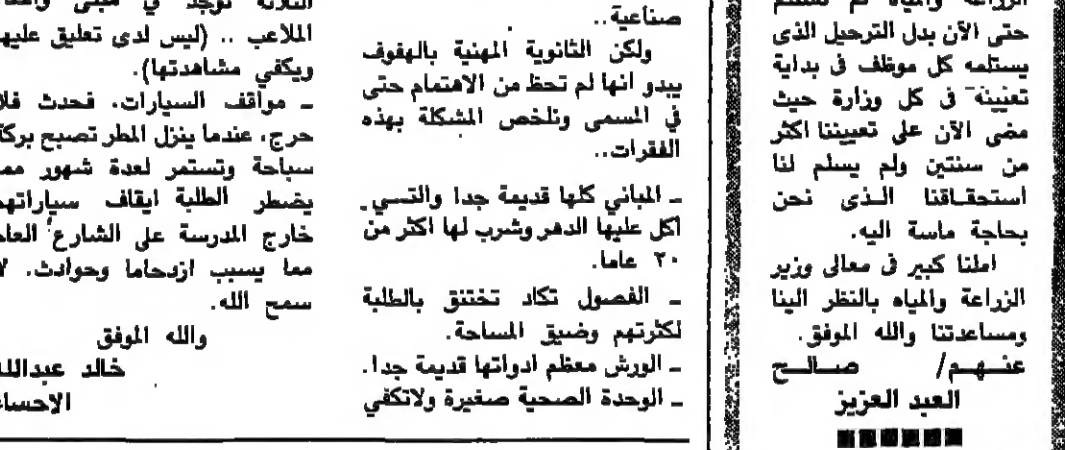 الزراعة والمياه لم نستلم
حتى الآن بدل الترحيل الذى
يستلمه كل موظف فى بداية
تعيينه فى كل وزارة حيث
مضى الآن على تعييننا اكثر
من سنتين ولم يسلم لنا
استحقاقنا الذى نحن
بحاجة ماسة اليه.
املنا كبير فى معالى وزير
الزراعة والمياه بالنظر الينا
ومساعدتنا والله الموفق.
عنهم/ صالح
العبد العزيز
صناعية..
ولكن الثانوية المهنية بالهفوف
يبدو انها لم تحظ من الاهتمام حتى
في المسمى ونلخص المشكلة بهذه
الفقرات..
ـ المباني كلها قديمة جدا والتسي
اكل عليها الدهر وشرب لها اكثر من
٢٠ عاما.
ـ الفصول تكاد تختنق بالطلبة
لكثرتهم وضيق المساحة.
ـ الورش معظم ادواتها قديمة جدا.
ـ الوحدة الصحية صغيرة ولاتكفي
الثلاثة توجد في مبنى
الملاعب .. (ليس لدى تعليق عليها
ويكفي مشاهدتها).
ـ مواقف السيارات، فحدث فلا
حرج، عندما ينزل المطر تصبح بركة
سباحة وتستمر لعدة شهور مما
يضطر الطلبة ايقاف سياراتهم
خارج المدرسة على الشارع العام
مما يسبب ازدحاما وحوادث. لا
سمح الله.
والله الموفق
خالد عبدالله
الاحساء